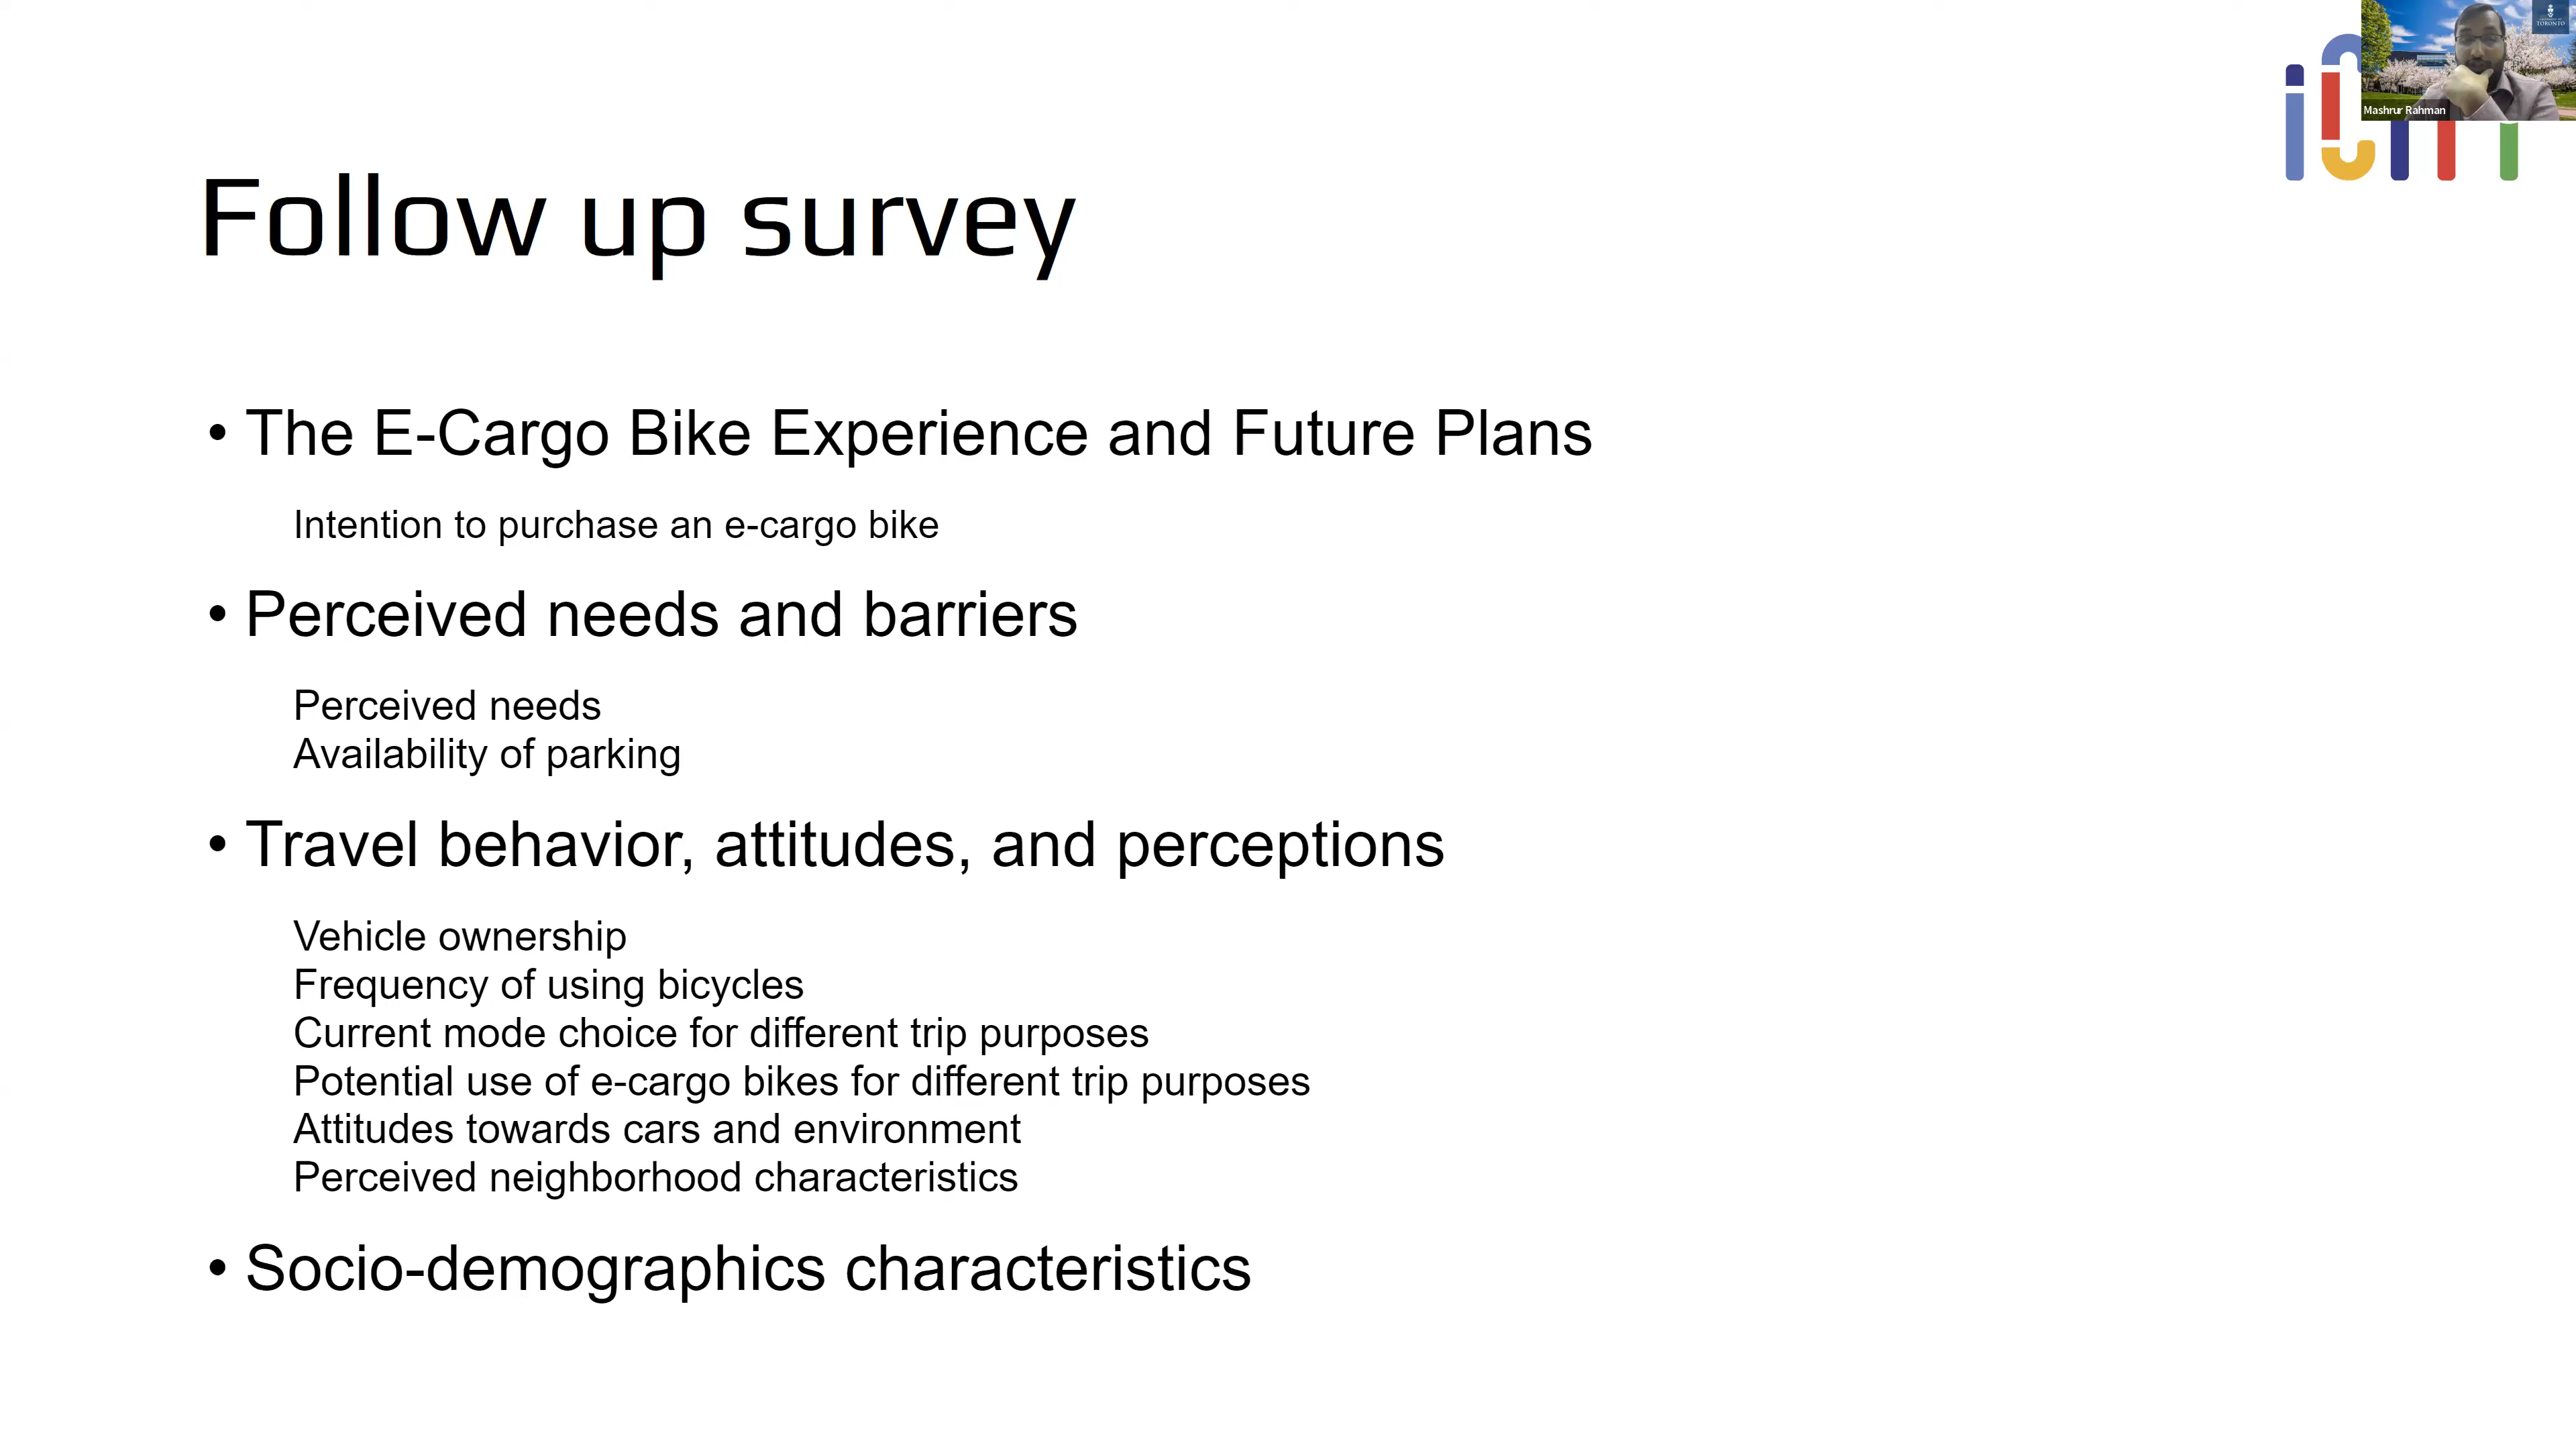 TORONTO
Mashrur Rahman
Follow up survey
• The E-Cargo Bike Experience and Future Plans
Intention to purchase an e-cargo bike
• Perceived needs and barriers
Perceived needs
Availability of parking
• Travel behavior, attitudes, and perceptions
Vehicle ownership
Frequency of using bicycles
Current mode choice for different trip purposes
Potential use of e-cargo bikes for different trip purposes
Attitudes towards cars and environment
Perceived neighborhood characteristics
• Socio-demographics characteristics